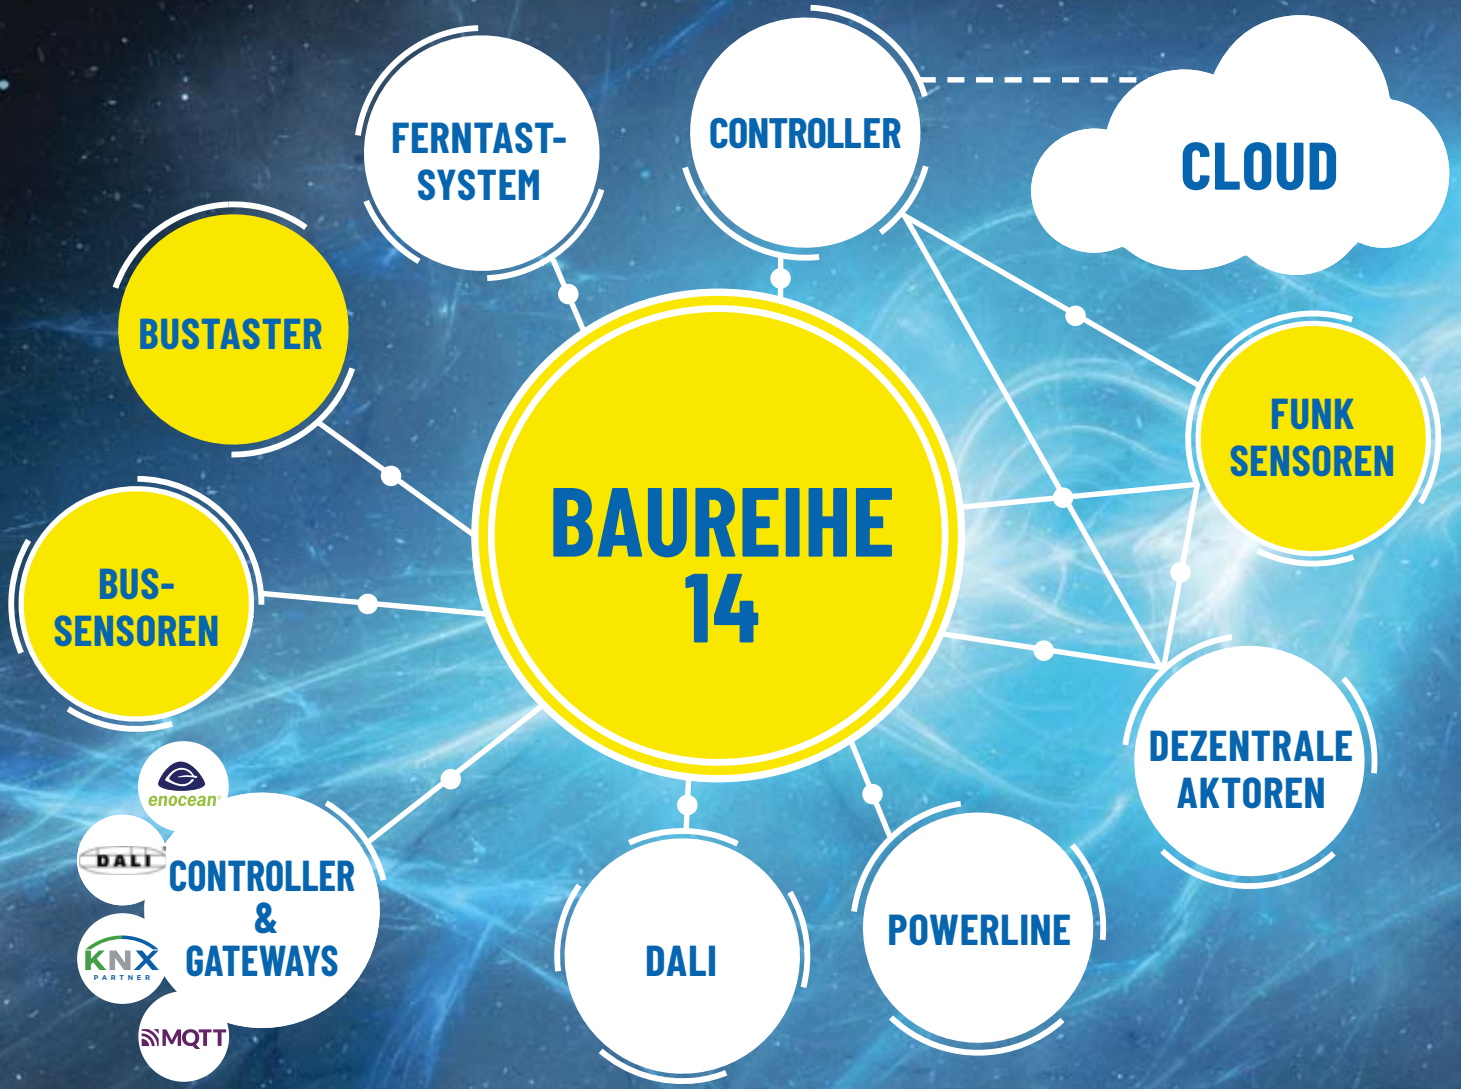 FERNTAST-
SYSTEM
CONTROLLER
CLOUD
BUSTASTER
FUNK
SENSOREN
BAUREIHE
14
BUS-
SENSOREN
DEZENTRALE
AKTOREN
enocean®
DALI
CONTROLLER
&
GATEWAYS
KNX
PARTNER
MQTT
DALI
POWERLINE